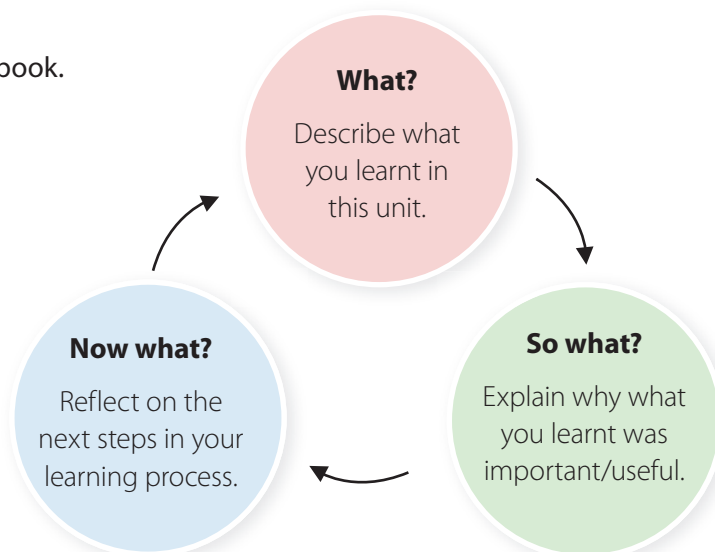 book.
What?
Describe what
you learnt in
this unit.
So what?
Explain why what
you learnt was
important/useful.
Now what?
Reflect on the
next steps in your
learning process.